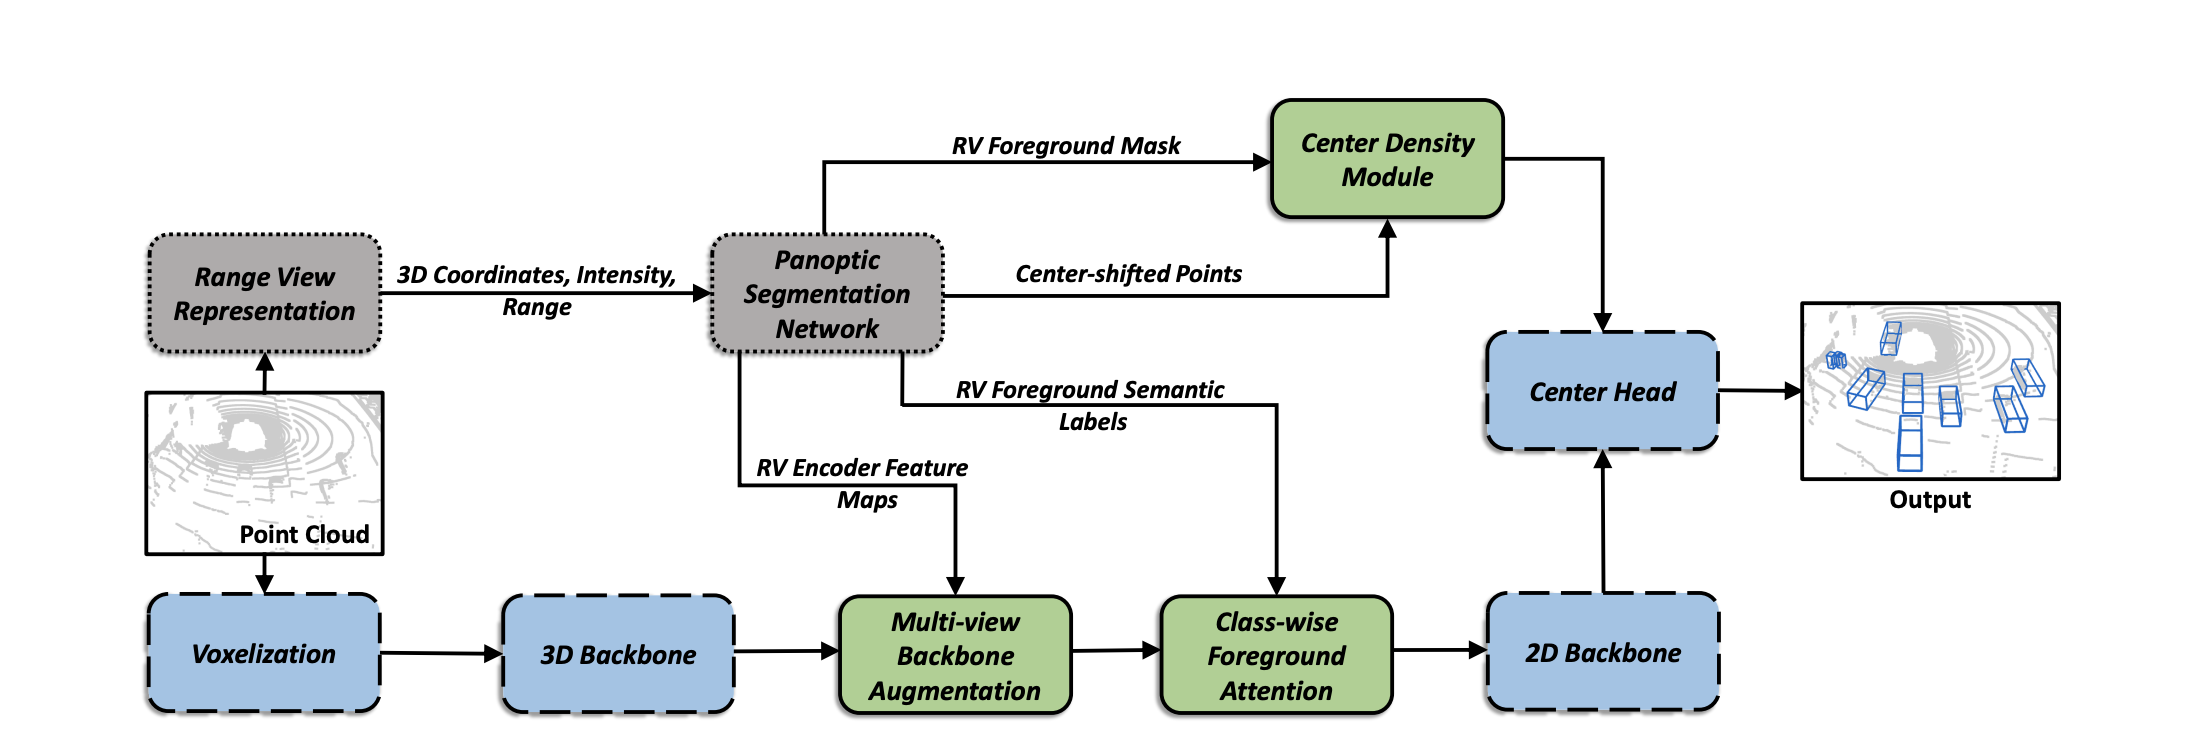 RV Foreground Mask
Center Density
Module
Range View
Representation
3D Coordinates, Intensity,
Range
Panoptic
Segmentation
Network
Center-shifted Points
RV Foreground Semantic
Labels
Center Head
Output
RV Encoder Feature
Maps
Point Cloud
Voxelization
3D Backbone
Multi-view
Backbone
Augmentation
Class-wise
Foreground
Attention
2D Backbone